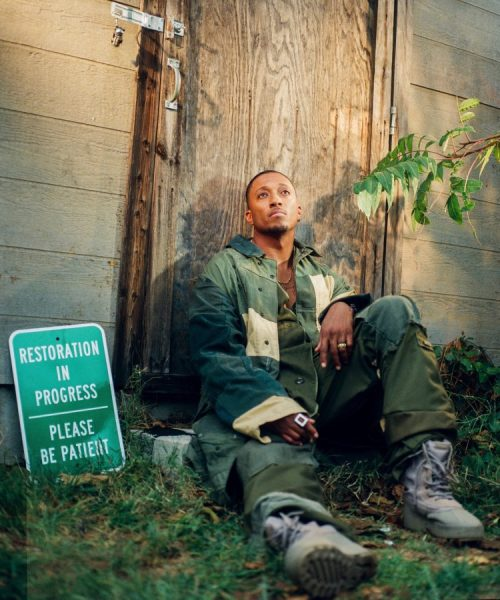 RESTORATION
IN
PROGRESS
PLEASE
BE PATIENT